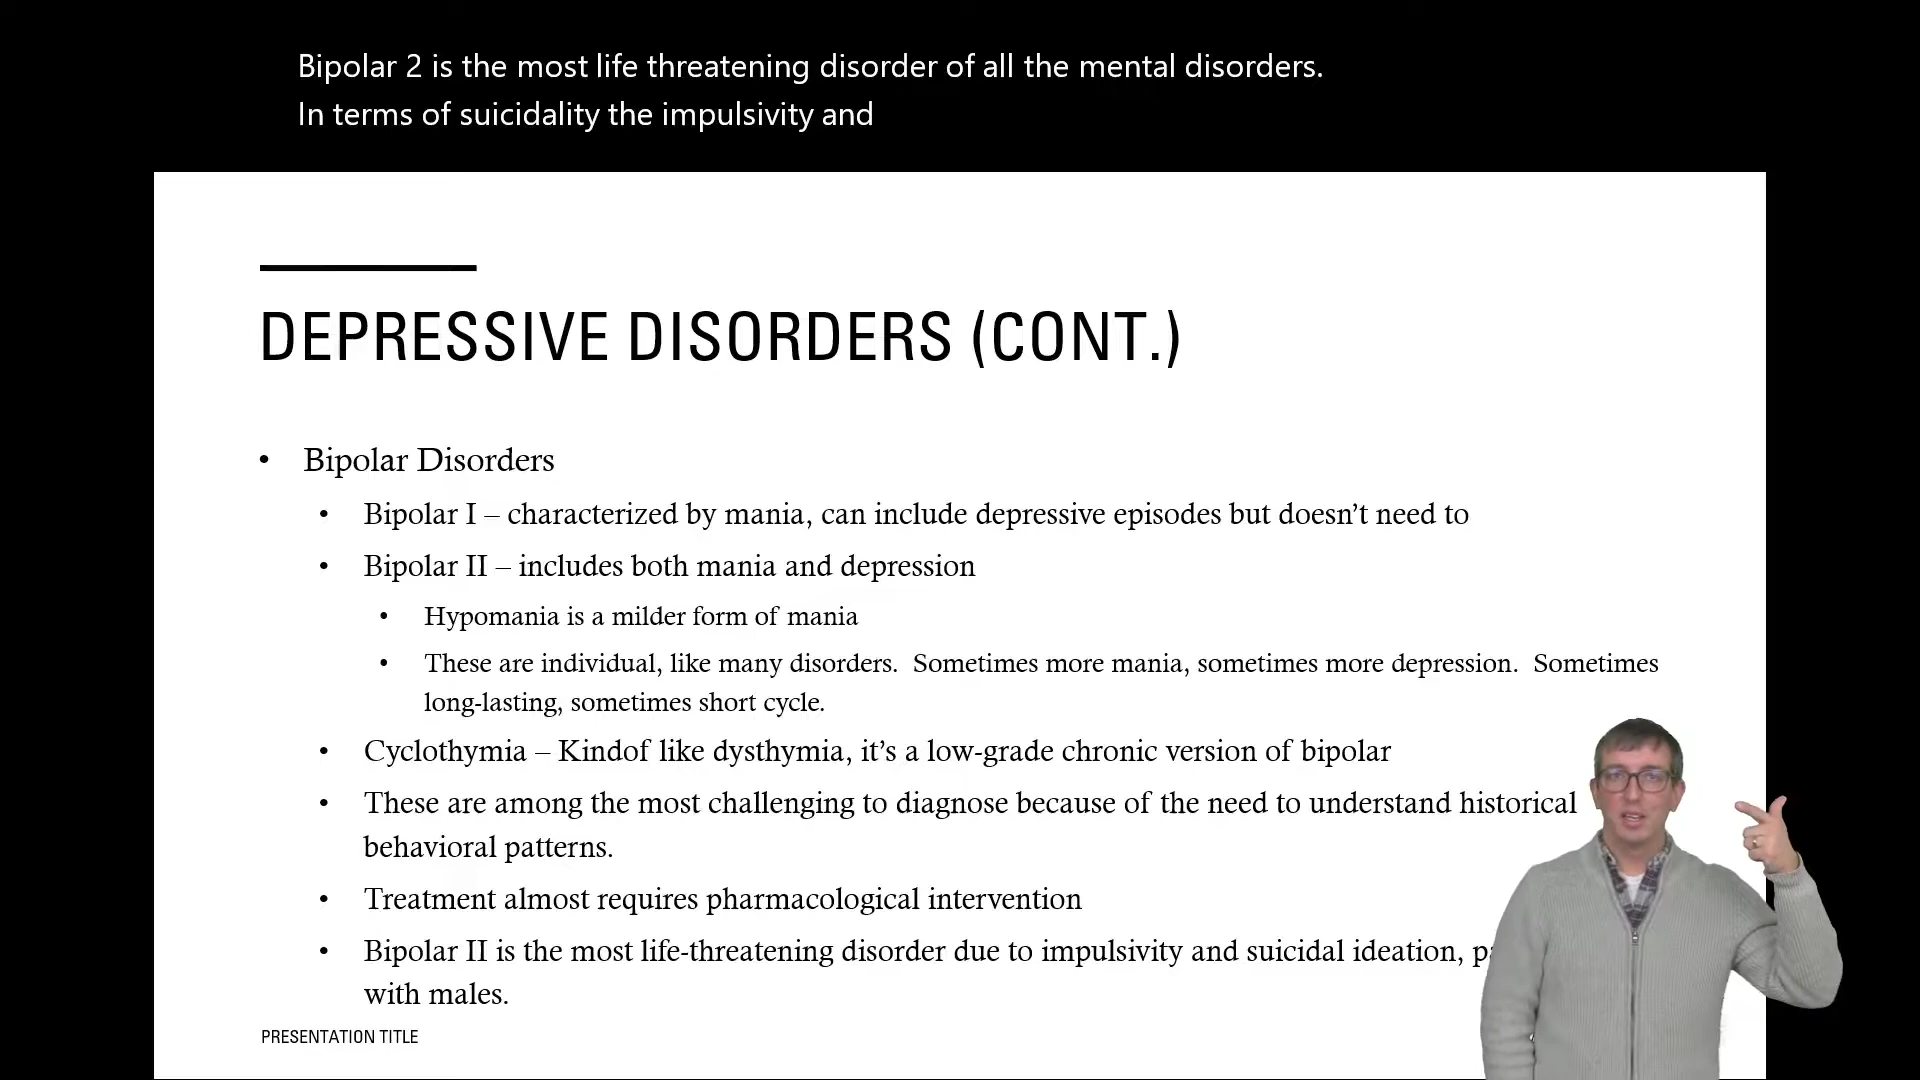 Bipolar 2 is the most life threatening disorder of all the mental disorders.
In terms of suicidality the impulsivity and
DEPRESSIVE DISORDERS (CONT.)
• Bipolar Disorders
• Bipolar I – characterized by mania, can include depressive episodes but doesn’t need to
• Bipolar II – includes both mania and depression
• Hypomania is a milder form of mania
• These are individual, like many disorders.  Sometimes more mania, sometimes more depression.  Sometimes
long-lasting, sometimes short cycle.
• Cyclothymia – Kindof like dysthymia, it’s a low-grade chronic version of bipolar
• These are among the most challenging to diagnose because of the need to understand historical
behavioral patterns.
• Treatment almost requires pharmacological intervention
• Bipolar II is the most life-threatening disorder due to impulsivity and suicidal ideation,
with males.
PRESENTATION TITLE